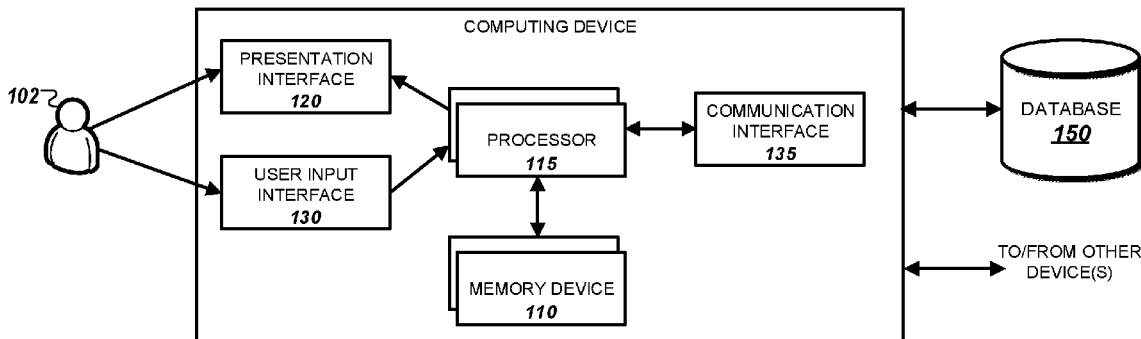 COMPUTING DEVICE
102
PRESENTATION
INTERFACE
120
USER INPUT
INTERFACE
130
PROCESSOR
115
MEMORY DEVICE
110
COMMUNICATION
INTERFACE
135
DATABASE
150
TO/FROM OTHER
DEVICE(S)